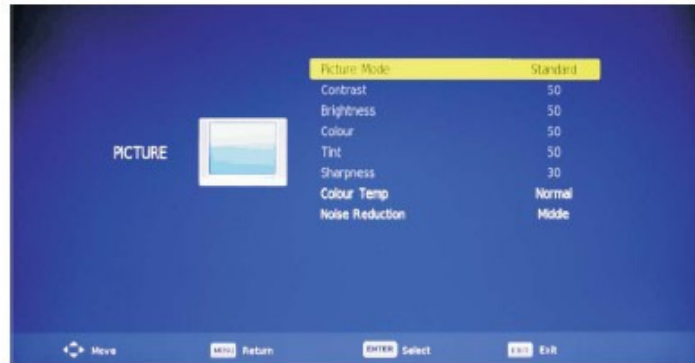 Picture Mode Standard
Contrast 50
Brightness 50
Colour 50
PICTURE
Tint 50
Sharpness 30
Colour Temp Normal
Noise Reduction Middle
Move MENU Return ENTER Select EXIT Exit